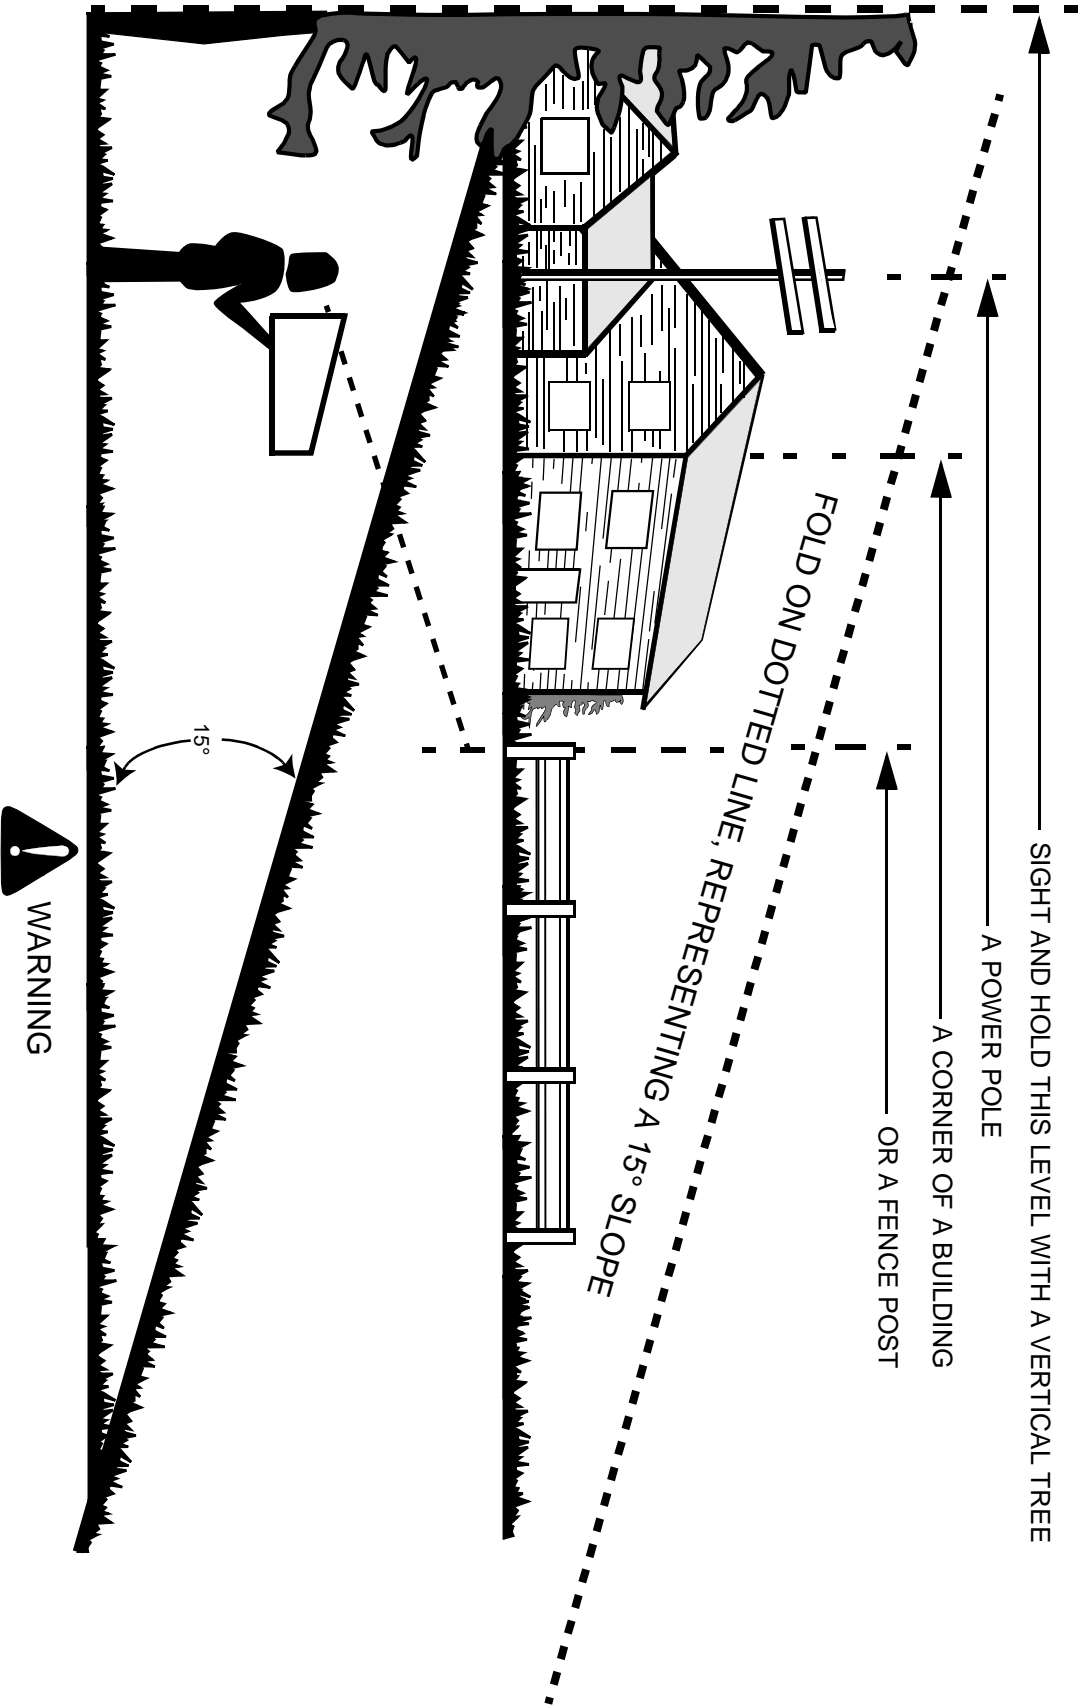 SIGHT AND HOLD THIS LEVEL WITH A VERTICAL TREE
A POWER POLE
A CORNER OF A BUILDING
OR A FENCE POST
FOLD ON DOTTED LINE, REPRESENTING A 15° SLOPE
15°
WARNING